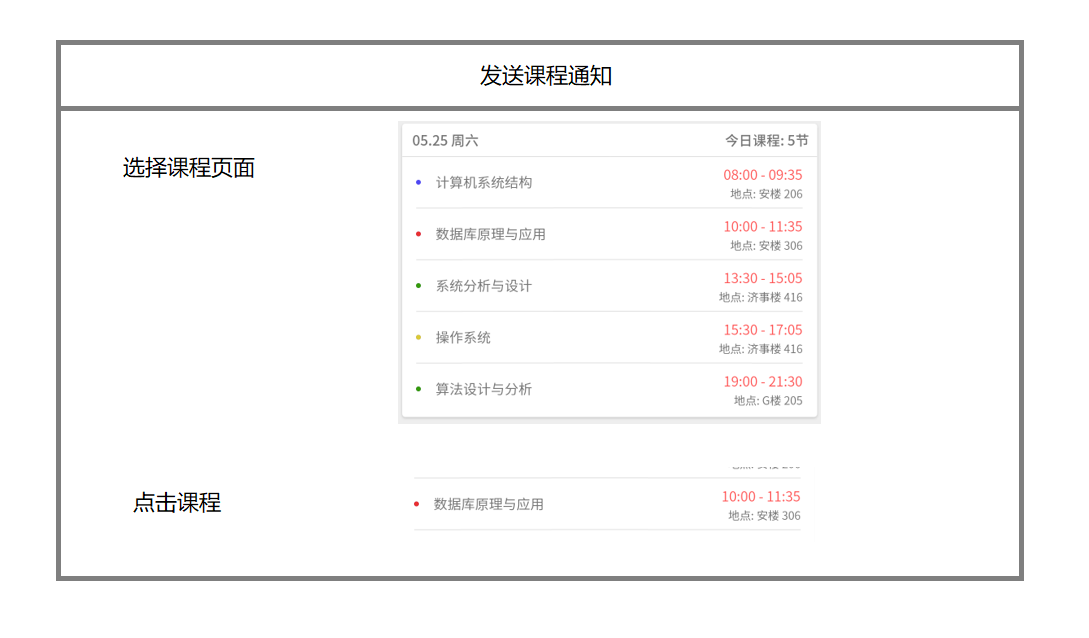 发送课程通知
选择课程页面
05.25 周六 今日课程: 5节
计算机系统结构 08:00 - 09:35
地点: 安楼 206
数据库原理与应用 10:00 - 11:35
地点: 安楼 306
系统分析与设计 13:30 - 15:05
地点: 济事楼 416
操作系统 15:30 - 17:05
地点: 济事楼 416
算法设计与分析 19:00 - 21:30
地点: G楼 205
点击课程
数据库原理与应用 10:00 - 11:35
地点: 安楼 306